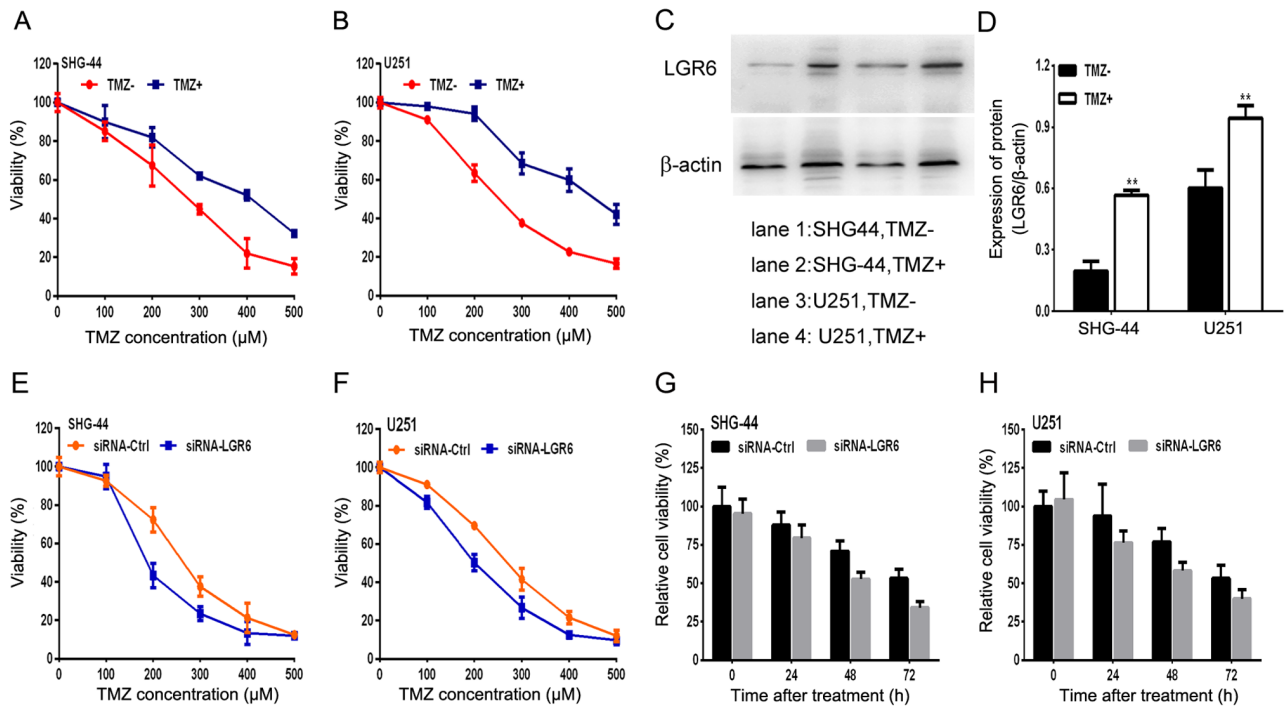 A
SHG-44
TMZ- TMZ+
120
100
80
60
40
20
0
Viability (%)
0 100 200 300 400 500
TMZ concentration (µM)
B
U251
TMZ- TMZ+
120
100
80
60
40
20
0
Viability (%)
0 100 200 300 400 500
TMZ concentration (µM)
C
LGR6
β-actin
lane 1:SHG44,TMZ-
lane 2:SHG-44,TMZ+
lane 3:U251,TMZ-
lane 4: U251,TMZ+
D
TMZ-
TMZ+
1.2
0.9
0.6
0.3
0.0
Expression of protein
(LGR6/β-actin)
**
**
SHG-44 U251
E
SHG-44
siRNA-Ctrl siRNA-LGR6
120
100
80
60
40
20
0
Viability (%)
0 100 200 300 400 500
TMZ concentration (µM)
F
U251
siRNA-Ctrl siRNA-LGR6
120
100
80
60
40
20
0
Viability (%)
0 100 200 300 400 500
TMZ concentration (µM)
G
SHG-44
siRNA-Ctrl siRNA-LGR6
150
125
100
75
50
25
0
Relative cell viability (%)
0 24 48 72
Time after treatment (h)
H
U251
siRNA-Ctrl siRNA-LGR6
150
125
100
75
50
25
0
Relative cell viability (%)
0 24 48 72
Time after treatment (h)